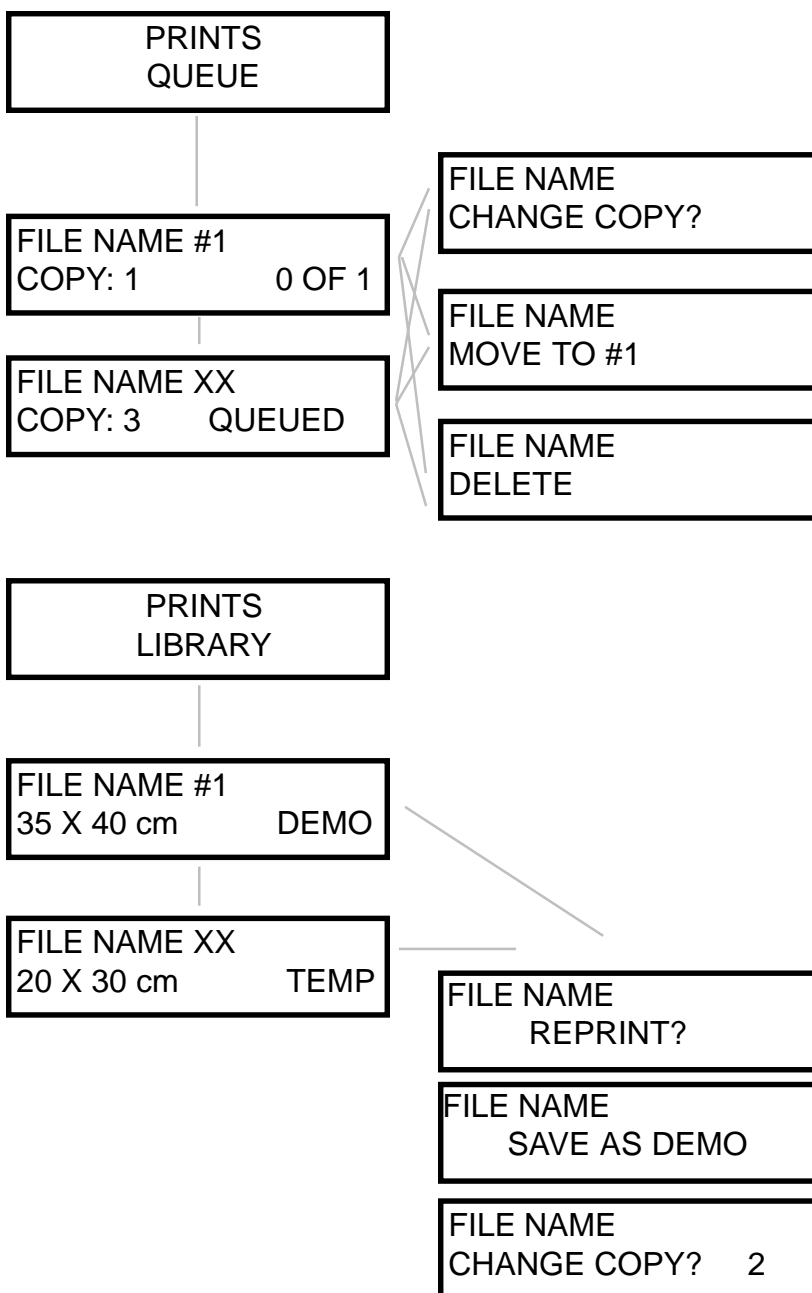 PRINTS
QUEUE
FILE NAME #1
COPY: 1 0 OF 1
FILE NAME XX
COPY: 3 QUEUED
FILE NAME
CHANGE COPY?
FILE NAME
MOVE TO #1
FILE NAME
DELETE
PRINTS
LIBRARY
FILE NAME #1
35 X 40 cm DEMO
FILE NAME XX
20 X 30 cm TEMP
FILE NAME
REPRINT?
FILE NAME
SAVE AS DEMO
FILE NAME
CHANGE COPY? 2